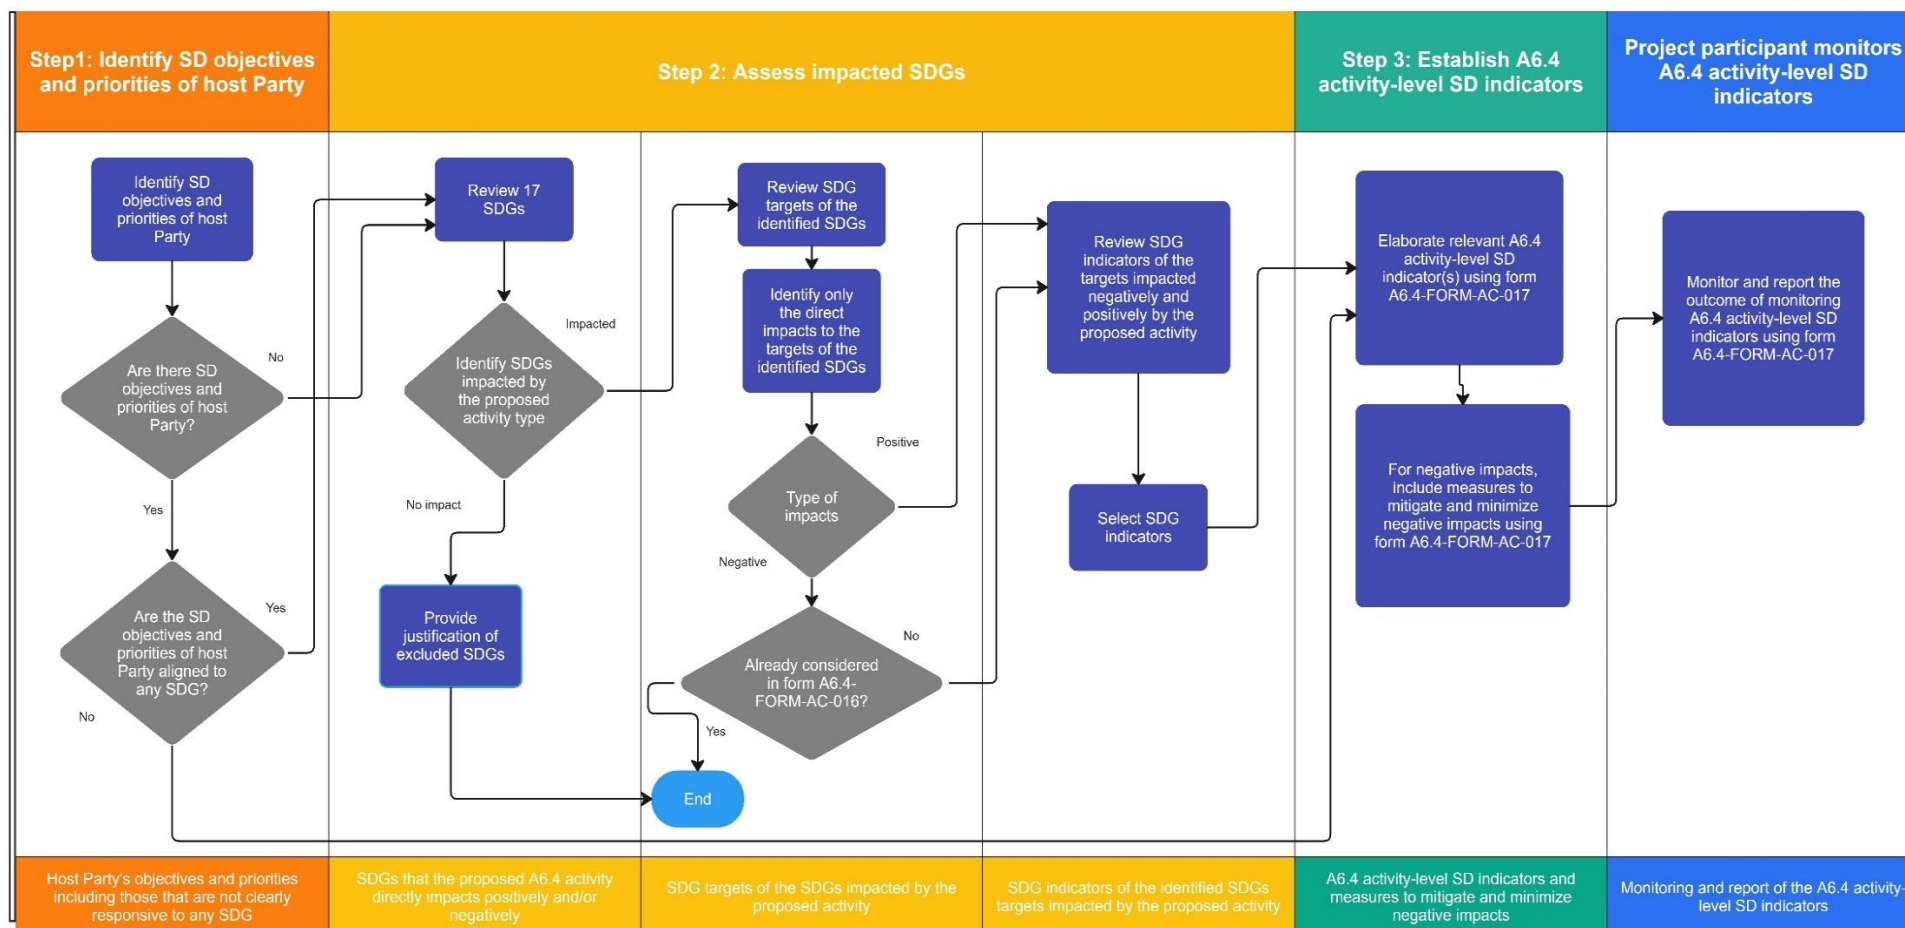 Step1: Identify SD objectives
and priorities of host Party
Step 2: Assess impacted SDGs
Step 3: Establish A6.4
activity-level SD indicators
Project participant monitors
A6.4 activity-level SD
indicators
Identify SD
objectives and
priorities of host
Party
Are there SD
objectives and
priorities of host
Party?
No
Yes
Are the SD
objectives and
priorities of host
Party aligned to
any SDG?
Yes
No
Review 17
SDGs
Identify SDGs
impacted by
the proposed
activity type
Impacted
No impact
Provide
justification of
excluded SDGs
Review SDG
targets of the
identified SDGs
Identify only
the direct
impacts to the
targets of the
identified SDGs
Type of
impacts
Positive
Negative
Already considered
in form A6.4-
FORM-AC-016?
No
Yes
End
Review SDG
indicators of the
targets impacted
negatively and
positively by the
proposed activity
Select SDG
indicators
Elaborate relevant A6.4
activity-level SD
indicator(s) using form
A6.4-FORM-AC-017
For negative impacts,
include measures to
mitigate and minimize
negative impacts using
form A6.4-FORM-AC-017
Monitor and report the
outcome of monitoring
A6.4 activity-level SD
indicators using form
A6.4-FORM-AC-017
Host Party's objectives and priorities
including those that are not clearly
responsive to any SDG
SDGs that the proposed A6.4 activity
directly impacts positively and/or
negatively
SDG targets of the SDGs impacted by the
proposed activity
SDG indicators of the identified SDGs
targets impacted by the proposed activity
A6.4 activity-level SD indicators and
measures to mitigate and minimize
negative impacts
Monitoring and report of the A6.4 activity-
level SD indicators